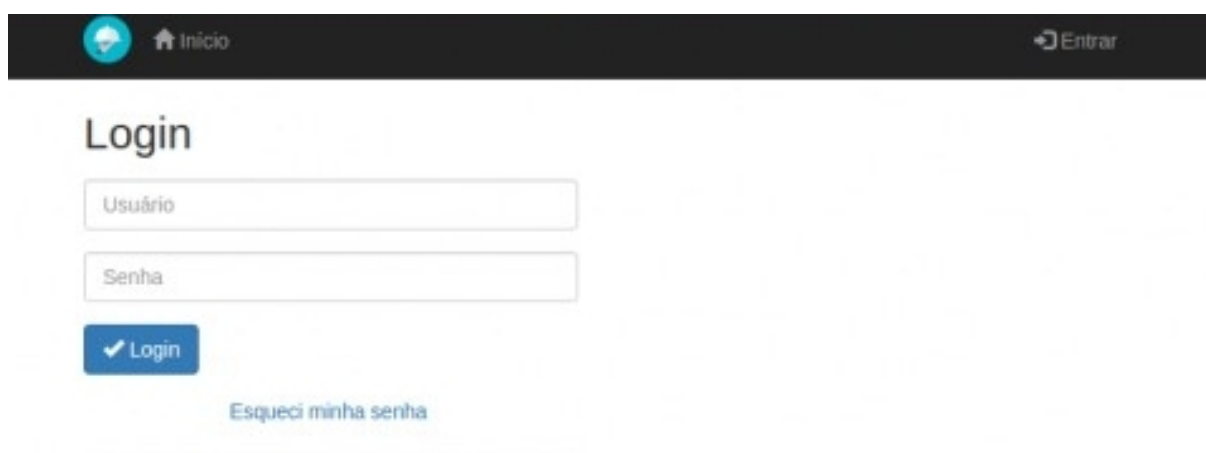 Início Entrar
Login
Usuário
Senha
Login
Esqueci minha senha